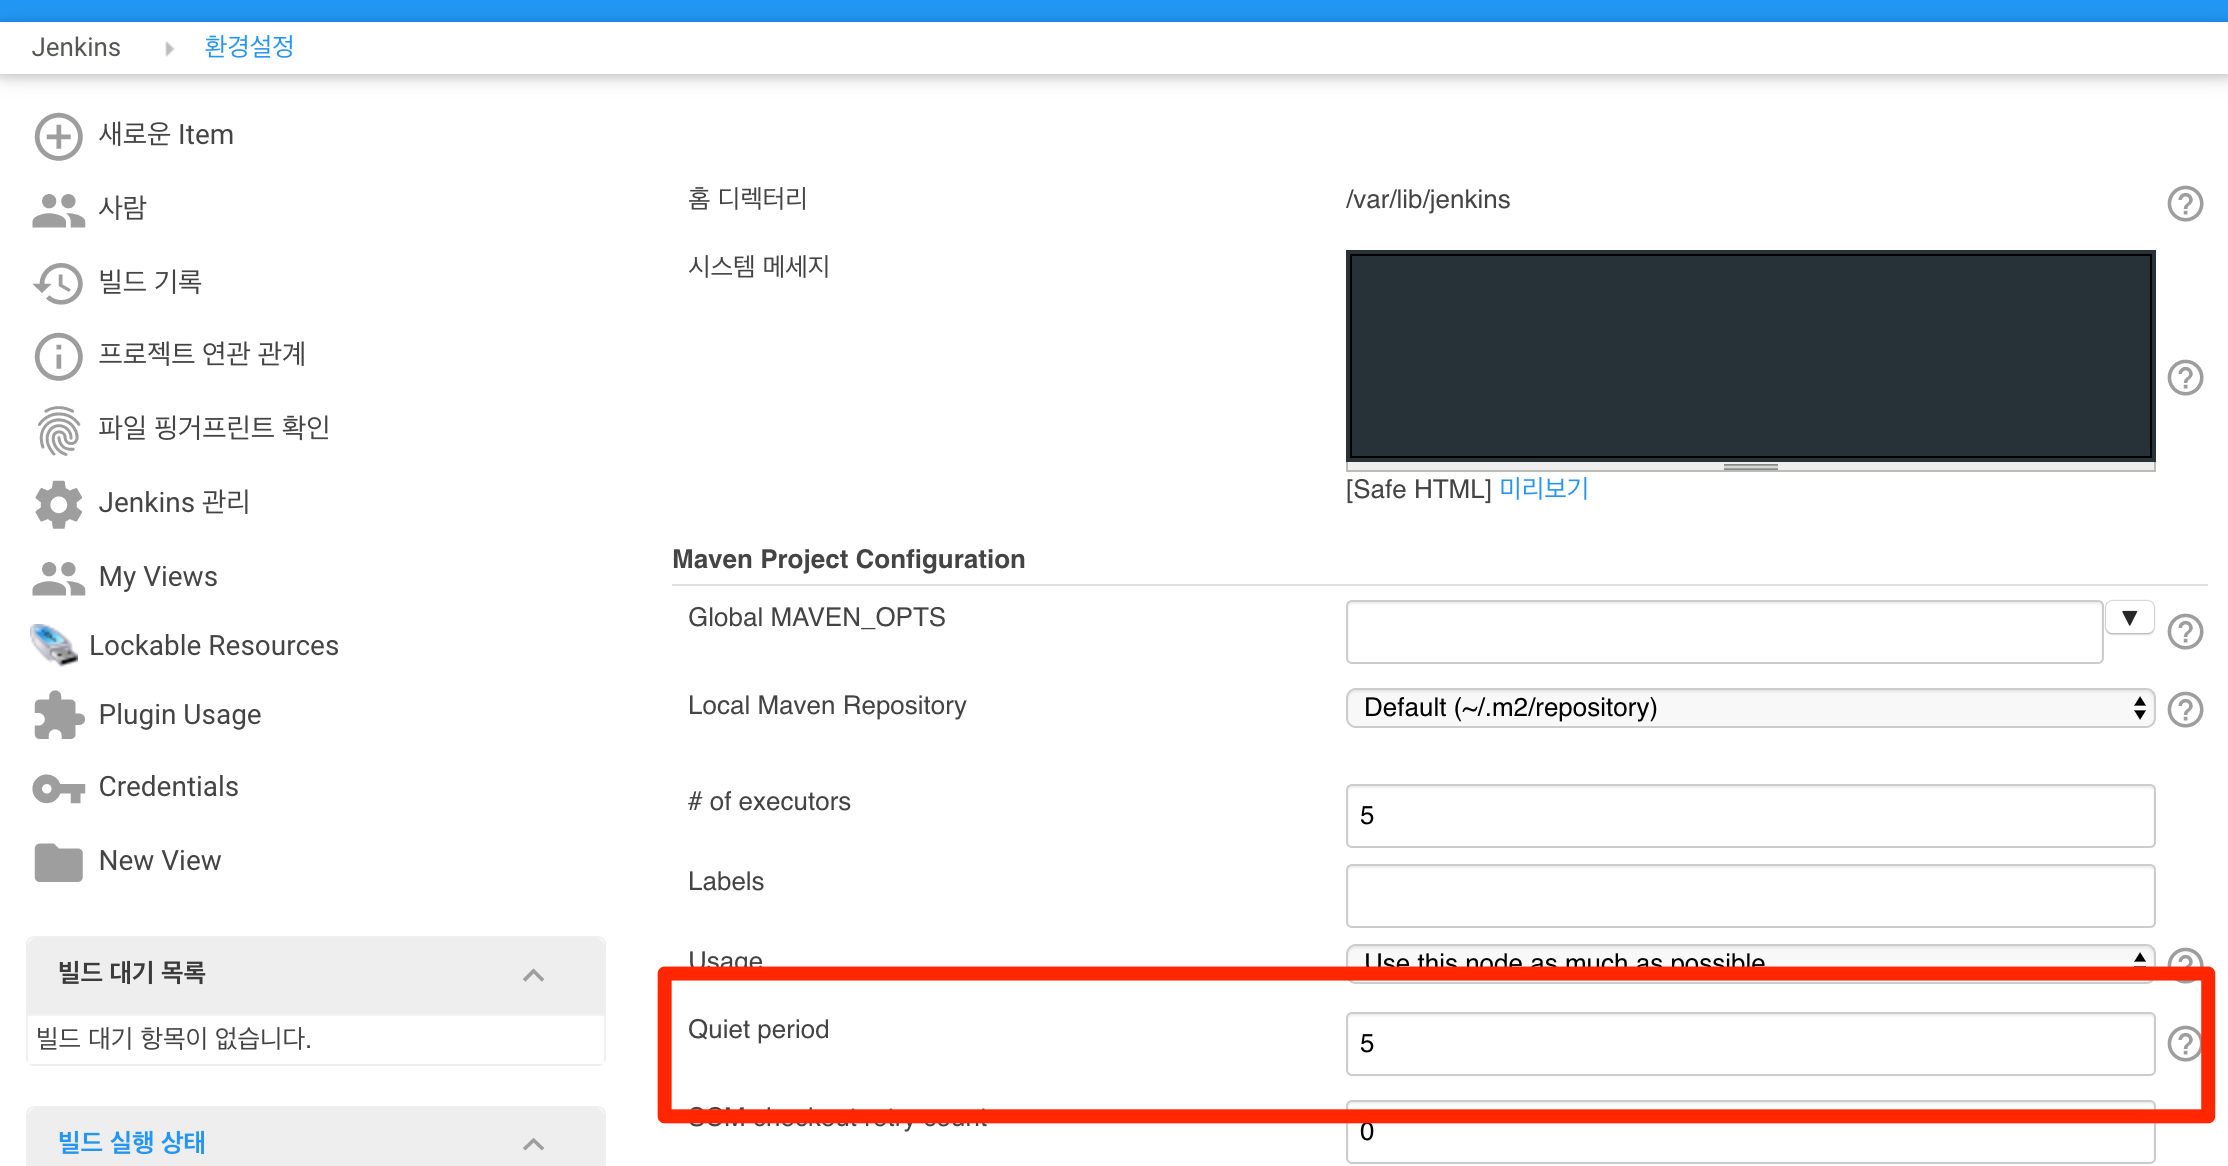 Jenkins 환경설정
새로운 Item
사람
빌드 기록
프로젝트 연관 관계
파일 핑거프린트 확인
Jenkins 관리
My Views
Lockable Resources
Plugin Usage
Credentials
New View
빌드 대기 목록
빌드 대기 항목이 없습니다.
빌드 실행 상태
홈 디렉터리 /var/lib/jenkins
시스템 메세지
[Safe HTML] 미리보기
Maven Project Configuration
Global MAVEN_OPTS
Local Maven Repository Default (~/.m2/repository)
# of executors 5
Labels
Usage Use this node as much as possible
Quiet period 5
SCM checkout retry count 0